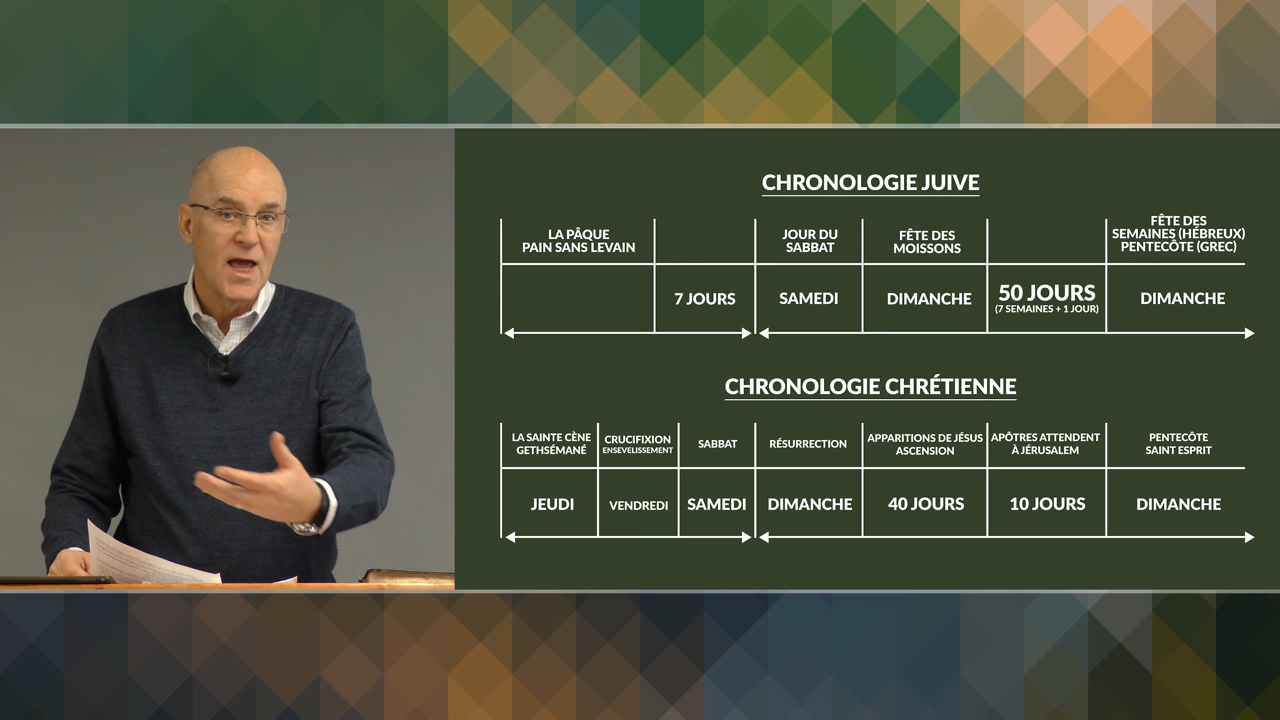 CHRONOLOGIE JUIVE
LA PÂQUE
PAIN SANS LEVAIN
JOUR DU
SABBAT
FÊTE DES
MOISSONS
FÊTE DES
SEMAINES (HÉBREUX)
PENTECÔTE (GREC)
7 JOURS
SAMEDI
DIMANCHE
50 JOURS
(7 SEMAINES + 1 JOUR)
DIMANCHE
CHRONOLOGIE CHRÉTIENNE
LA SAINTE CÈNE
GETHSÉMANÉ
CRUCIFIXION
ENSEVELISSEMENT
SABBAT
RÉSURRECTION
APPARITIONS DE JÉSUS
ASCENSION
APÔTRES ATTENDENT
À JÉRUSALEM
PENTECÔTE
SAINT ESPRIT
JEUDI
VENDREDI
SAMEDI
DIMANCHE
40 JOURS
10 JOURS
DIMANCHE